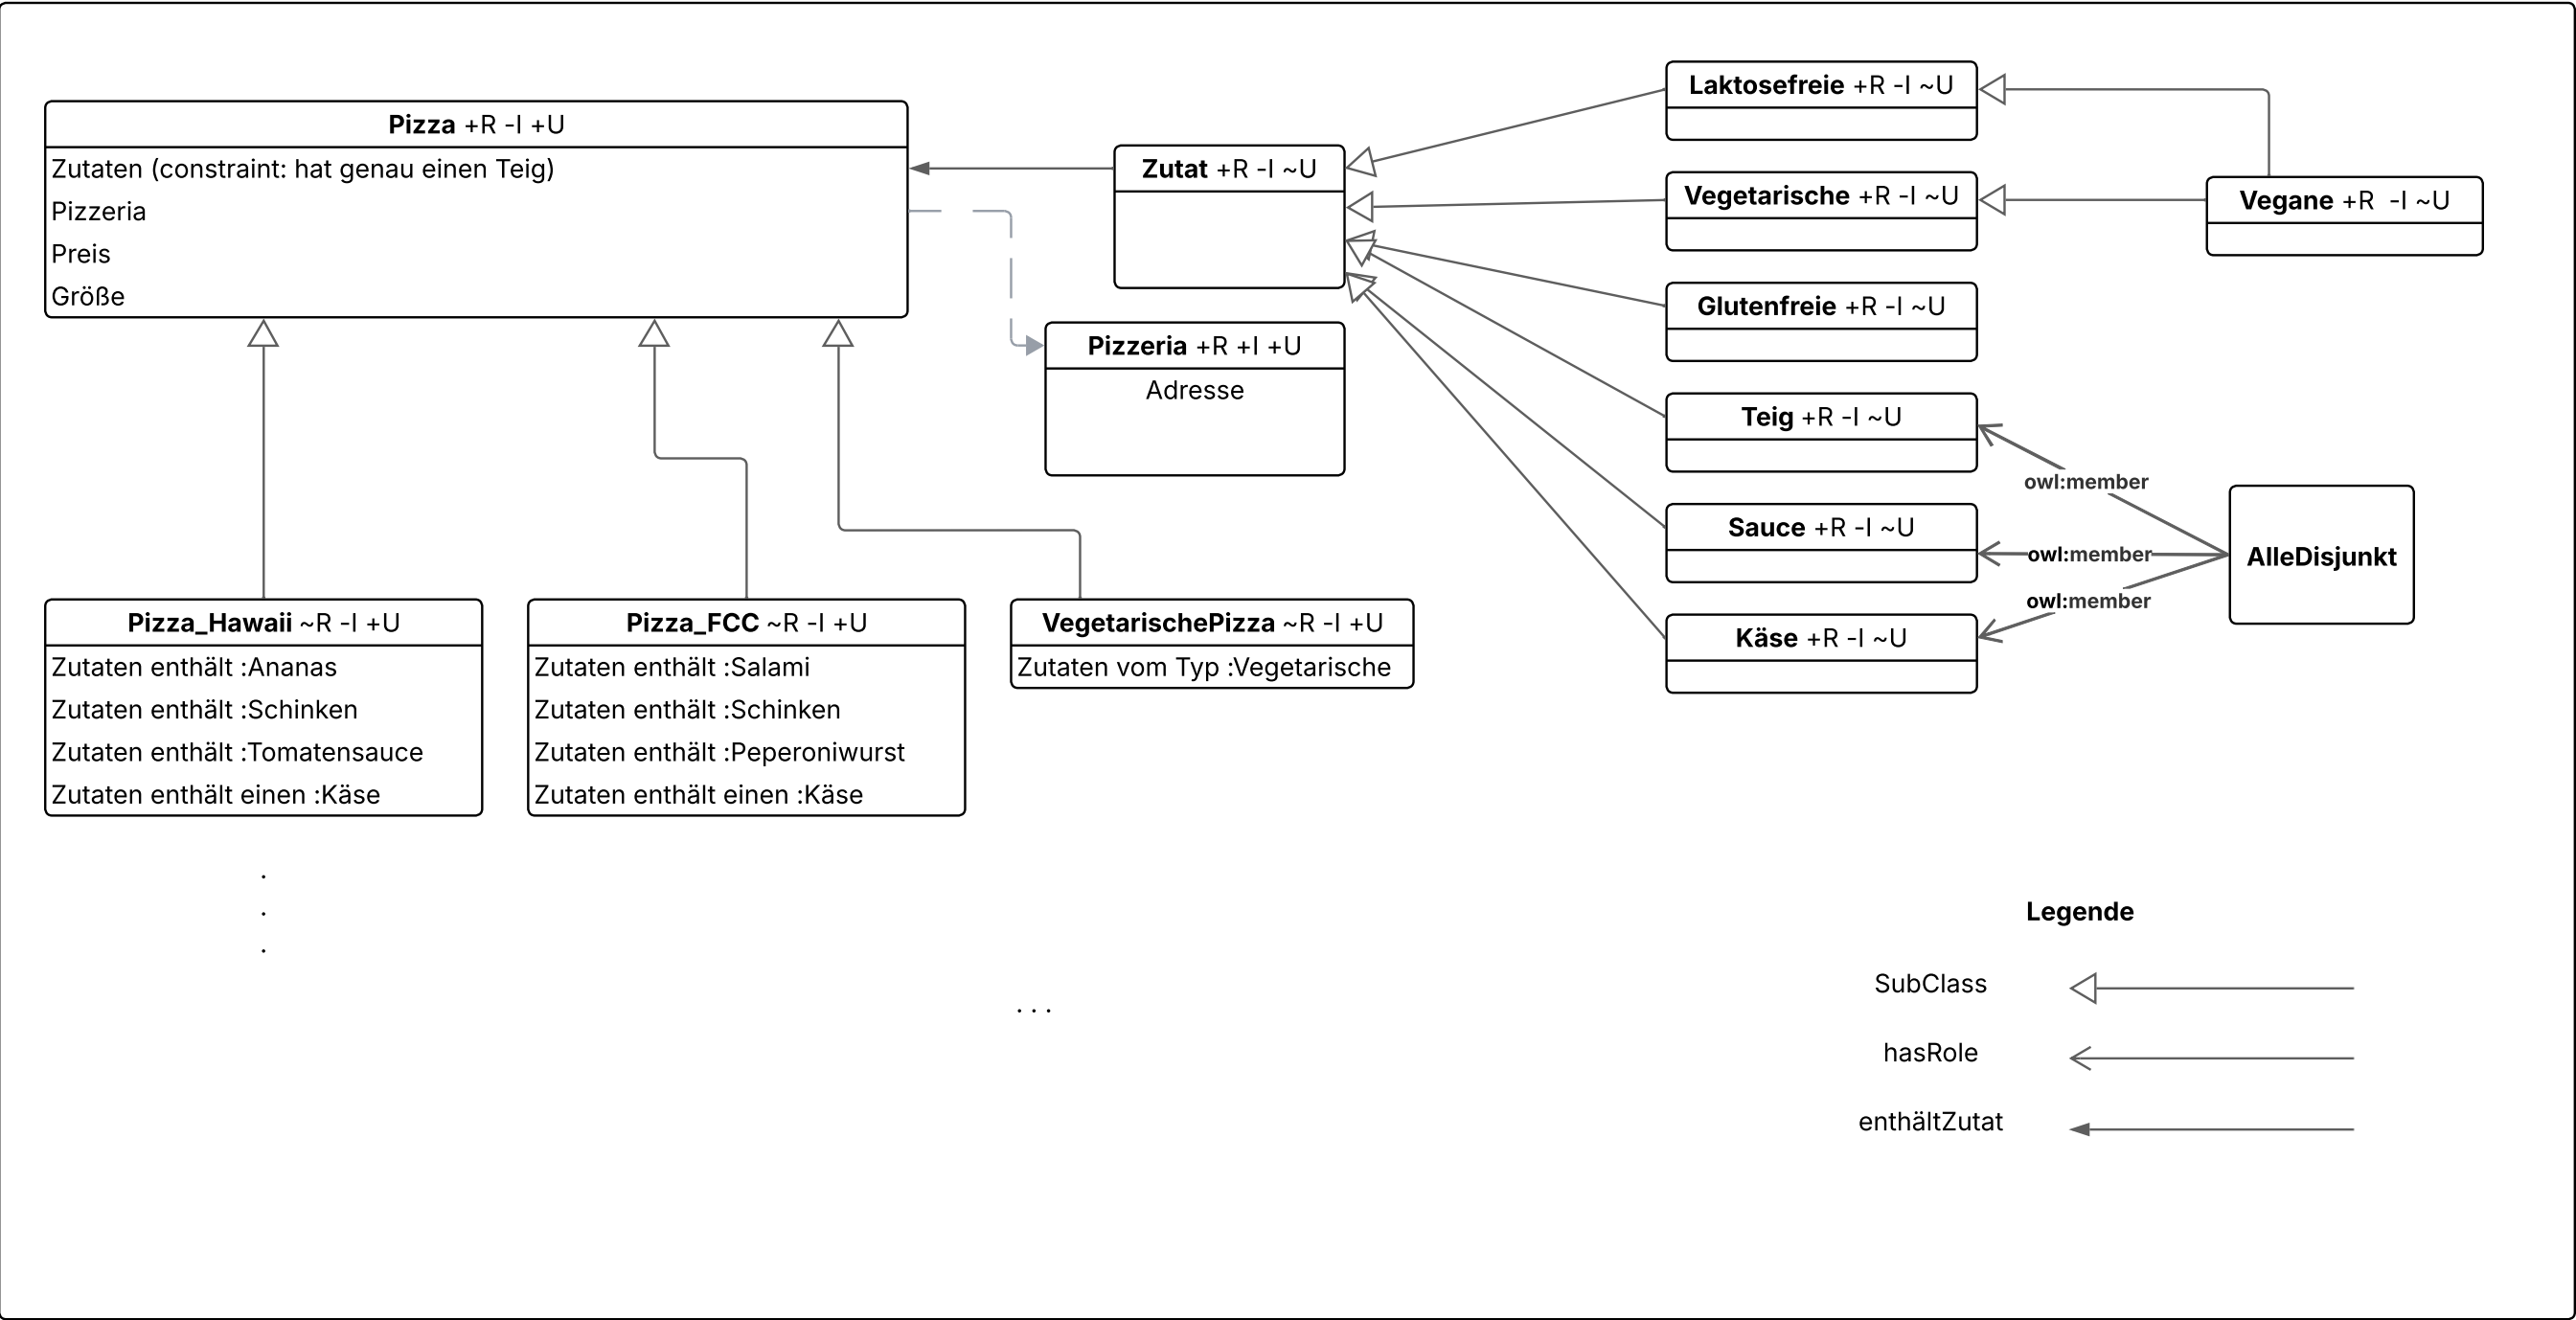 Pizza +R -I +U
Zutaten (constraint: hat genau einen Teig)
Pizzeria
Preis
Größe
Zutat +R -I ~U
Pizzeria +R +I +U
Adresse
Laktosefreie +R -I ~U
Vegetarische +R -I ~U
Glutenfreie +R -I ~U
Teig +R -I ~U
Sauce +R -I ~U
Käse +R -I ~U
Vegane +R  -I ~U
owl:member
owl:member
owl:member
AlleDisjunkt
Pizza_Hawaii ~R -I +U
Zutaten enthält :Ananas
Zutaten enthält :Schinken
Zutaten enthält :Tomatensauce
Zutaten enthält einen :Käse
Pizza_FCC ~R -I +U
Zutaten enthält :Salami
Zutaten enthält :Schinken
Zutaten enthält :Peperoniwurst
Zutaten enthält einen :Käse
VegetarischePizza ~R -I +U
Zutaten vom Typ :Vegetarische
.
.
.
. . .
Legende
SubClass
hasRole
enthältZutat